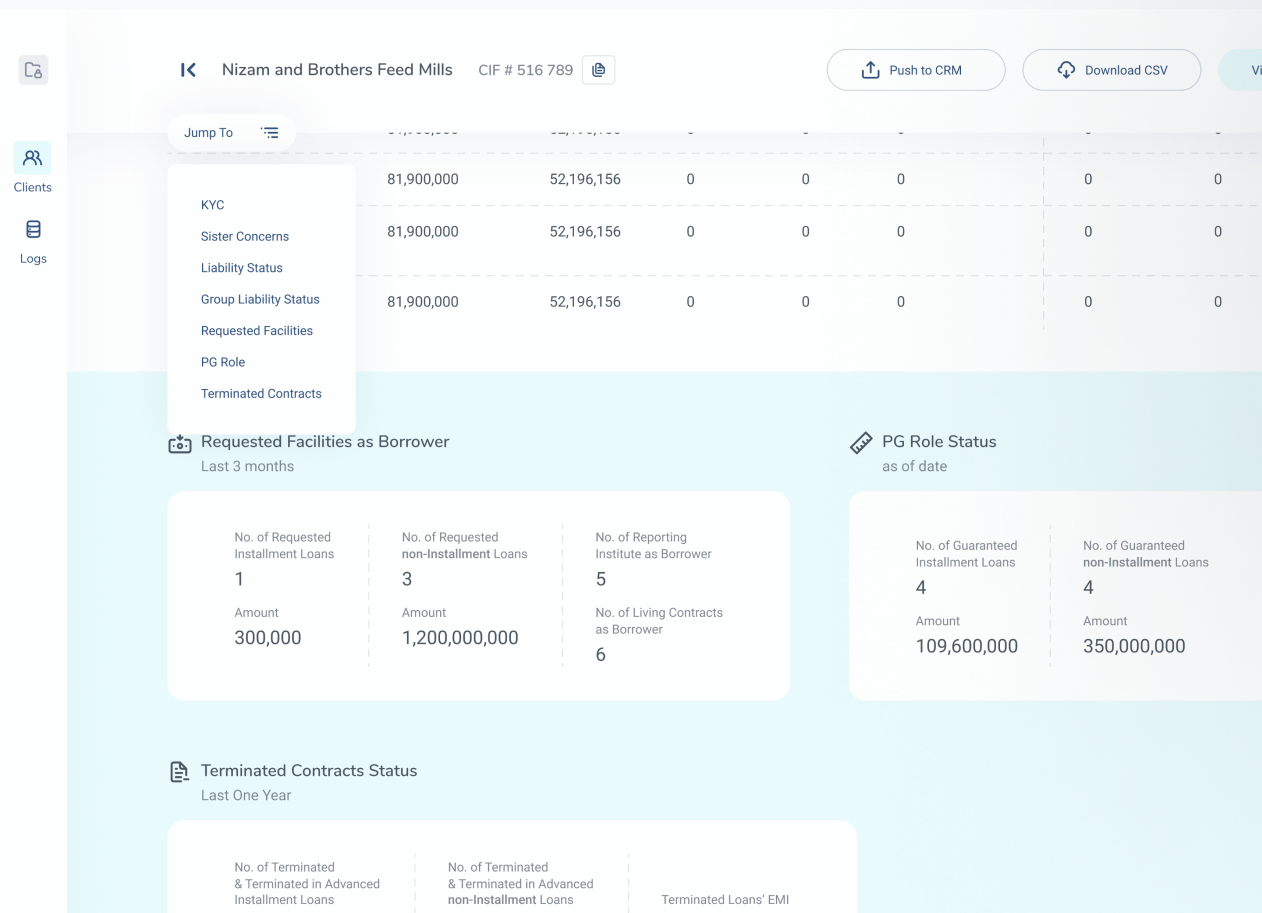 Nizam and Brothers Feed Mills CIF # 516 789 Push to CRM Download CSV
Jump To
Clients
Logs
KYC
Sister Concerns
Liability Status
Group Liability Status
Requested Facilities
PG Role
Terminated Contracts
81,900,000 52,196,156 0 0 0 0 0
81,900,000 52,196,156 0 0 0 0 0
81,900,000 52,196,156 0 0 0 0 0
Requested Facilities as Borrower
Last 3 months
No. of Requested
Installment Loans
1
Amount
300,000
No. of Requested
non-Installment Loans
3
Amount
1,200,000,000
No. of Reporting
Institute as Borrower
5
No. of Living Contracts
as Borrower
6
PG Role Status
as of date
No. of Guaranteed
Installment Loans
4
Amount
109,600,000
No. of Guaranteed
non-Installment Loans
4
Amount
350,000,000
Terminated Contracts Status
Last One Year
No. of Terminated
& Terminated in Advanced
Installment Loans
No. of Terminated
& Terminated in Advanced
non-Installment Loans
Terminated Loans' EMI